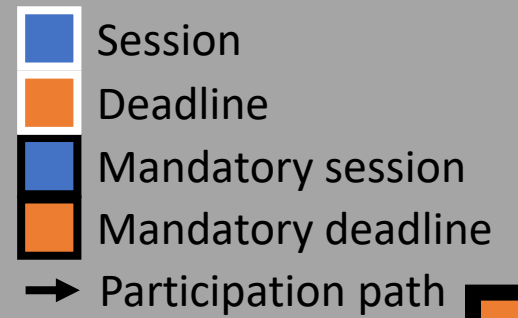 Session
Deadline
Mandatory session
Mandatory deadline
Participation path